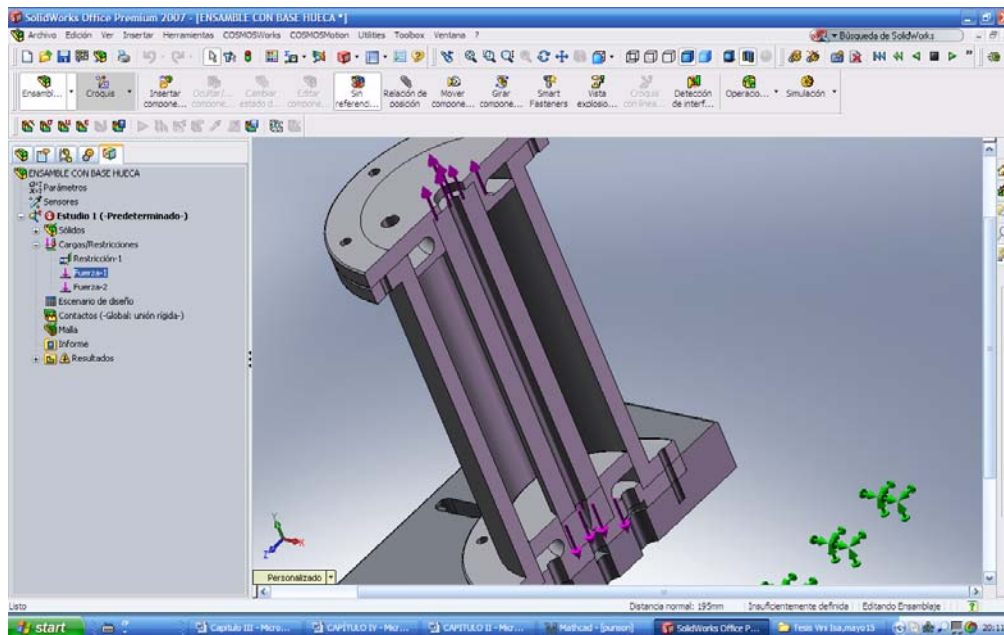 SolidWorks Office Premium 2007 - [ENSAMBLE CON BASE HUECA *]
Archivo Edición Ver Insertar Herramientas COSMOSWorks COSMOSMotion Utilities Toolbox Ventana ?
Búsqueda de SolidWorks
Ensambl... Croquis Insertar compone... Ocultar/... compone... Cambiar estado d... Editar compone... Sin referenci... Relación de posición Mover compone... Girar compone... Smart Fasteners Vista explosio... Croquis con línea... Detección de interf... Operaco... Simulación
ENSAMBLE CON BASE HUECA
Parámetros
Sensores
Estudio 1 (-Predeterminado-)
Sólidos
Cargas/Restricciones
Restricción-1
Fuerza-1
Fuerza-2
Escenario de diseño
Contactos (-Global: unión rígida-)
Malla
Informe
Resultados
Y
X
Z
Personalizado
Listo
Distancia normal: 195mm Insuficientemente definida Editando Ensamblaje ?
start
Capitulo III - Micro...
CAPÍTULO IV - Micr...
CAPITULO II - Micr...
Mathcad - [punson]
SolidWorks Office P...
Tesis Viri Isa,mayo15